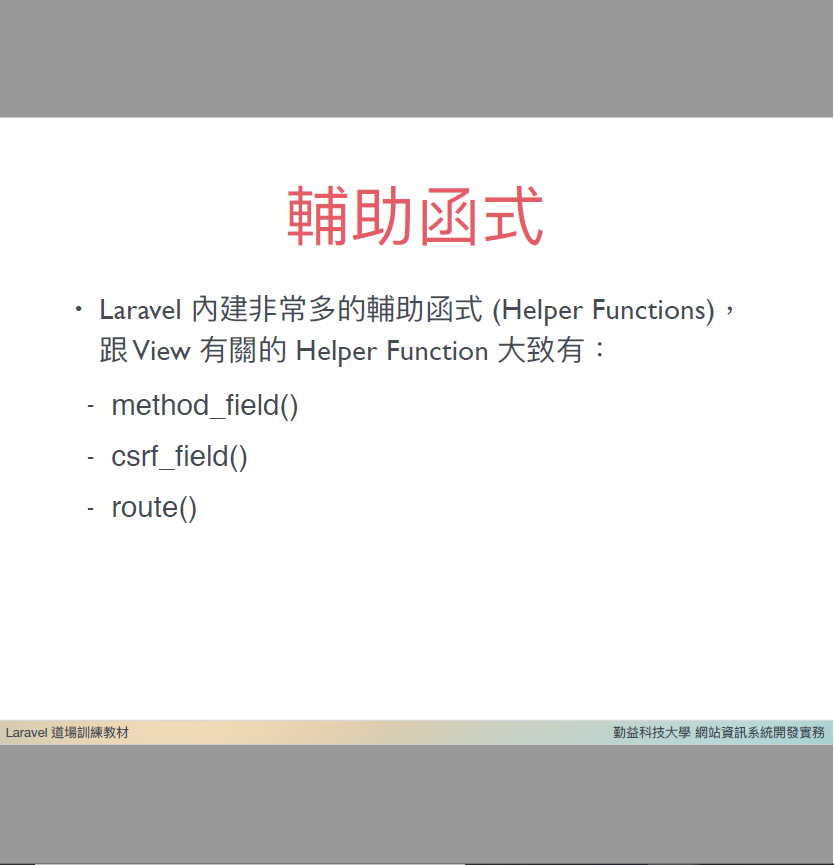 輔助函式
• Laravel 內建非常多的輔助函式 (Helper Functions)，
跟 View 有關的 Helper Function 大致有：
- method_field()
- csrf_field()
- route()
Laravel 道場訓練教材
勤益科技大學 網站資訊系統開發實務